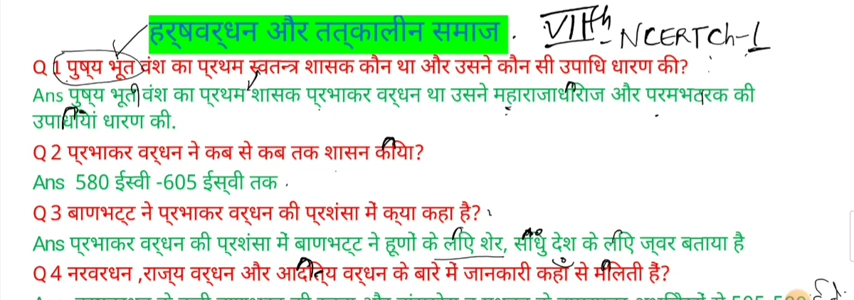 हर्षवर्धन और तत्कालीन समाज . VIIth - NCERT Ch-1
Q 1 पुष्य भूत वंश का प्रथम स्वतन्त्र शासक कौन था और उसने कौन सी उपाधि धारण की?
Ans पुष्य भूती वंश का प्रथम शासक प्रभाकर वर्धन था उसने महाराजाधिराज और परमभटारक की
उपाधियां धारण की.
Q 2 प्रभाकर वर्धन ने कब से कब तक शासन किया?
Ans 580 ईस्वी -605 ईस्वी तक .
Q 3 बाणभट्ट ने प्रभाकर वर्धन की प्रशंसा में क्या कहा है?
Ans प्रभाकर वर्धन की प्रशंसा में बाणभट्ट ने हूणों के लिए शेर, सिंधु देश के लिए ज्वर बताया है
Q 4 नरवरधन ,राज्य वर्धन और आदित्य वर्धन के बारे में जानकारी कहाँ से मिलिती हैं?